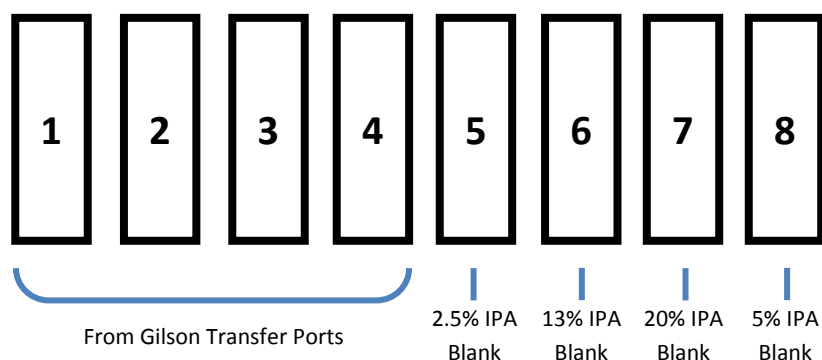 1 2 3 4 5 6 7 8
From Gilson Transfer Ports
2.5% IPA
Blank
13% IPA
Blank
20% IPA
Blank
5% IPA
Blank